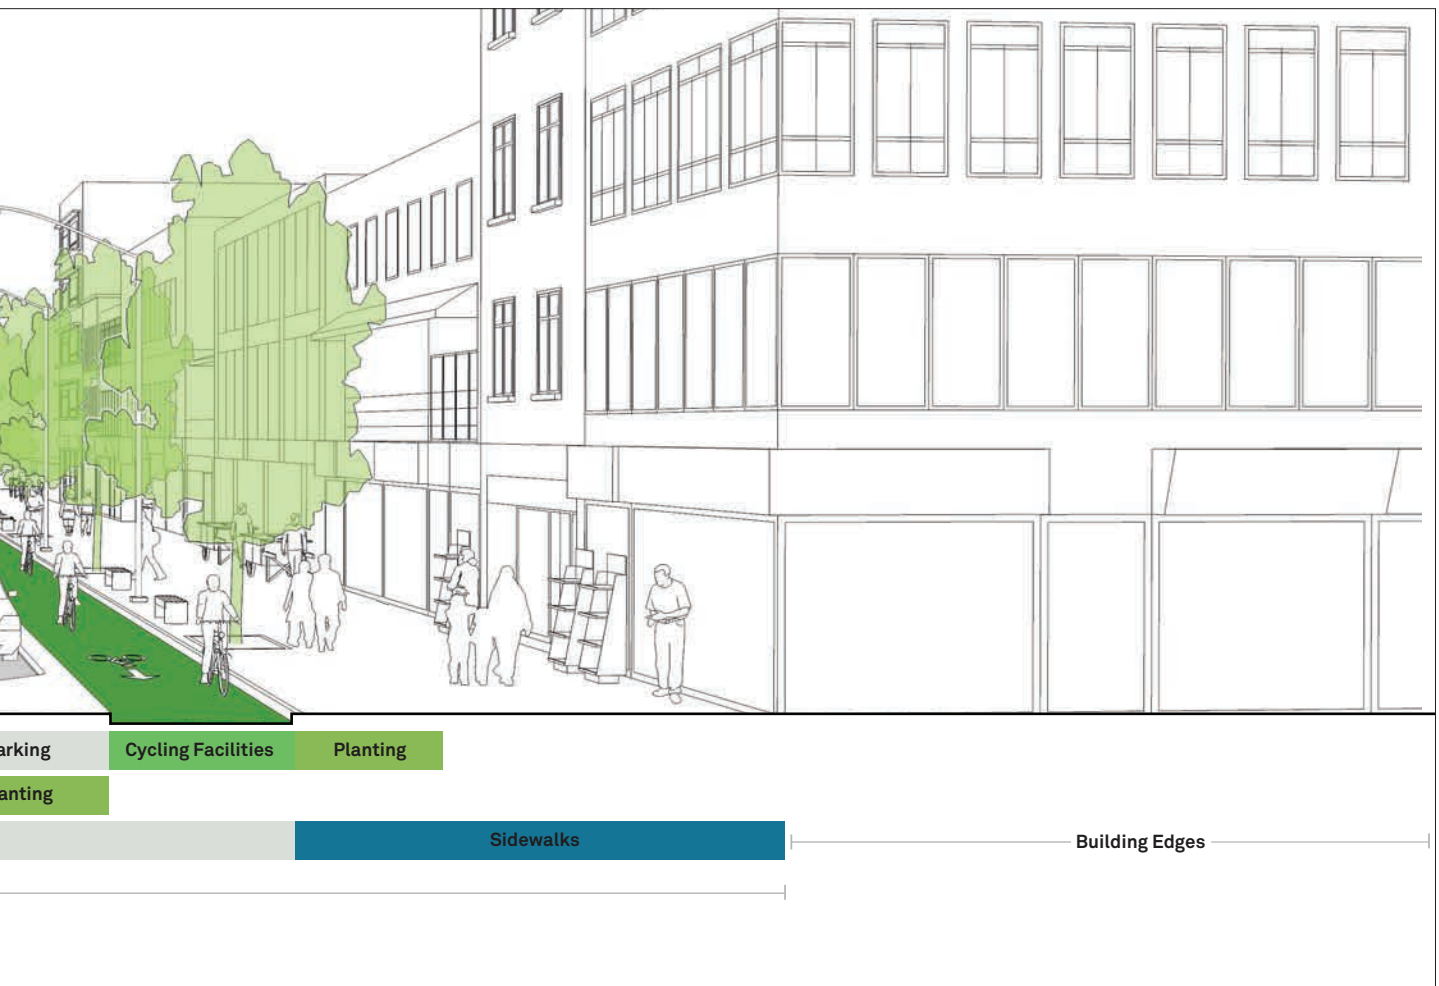 arking
Cycling Facilities
Planting
anting
Sidewalks
Building Edges